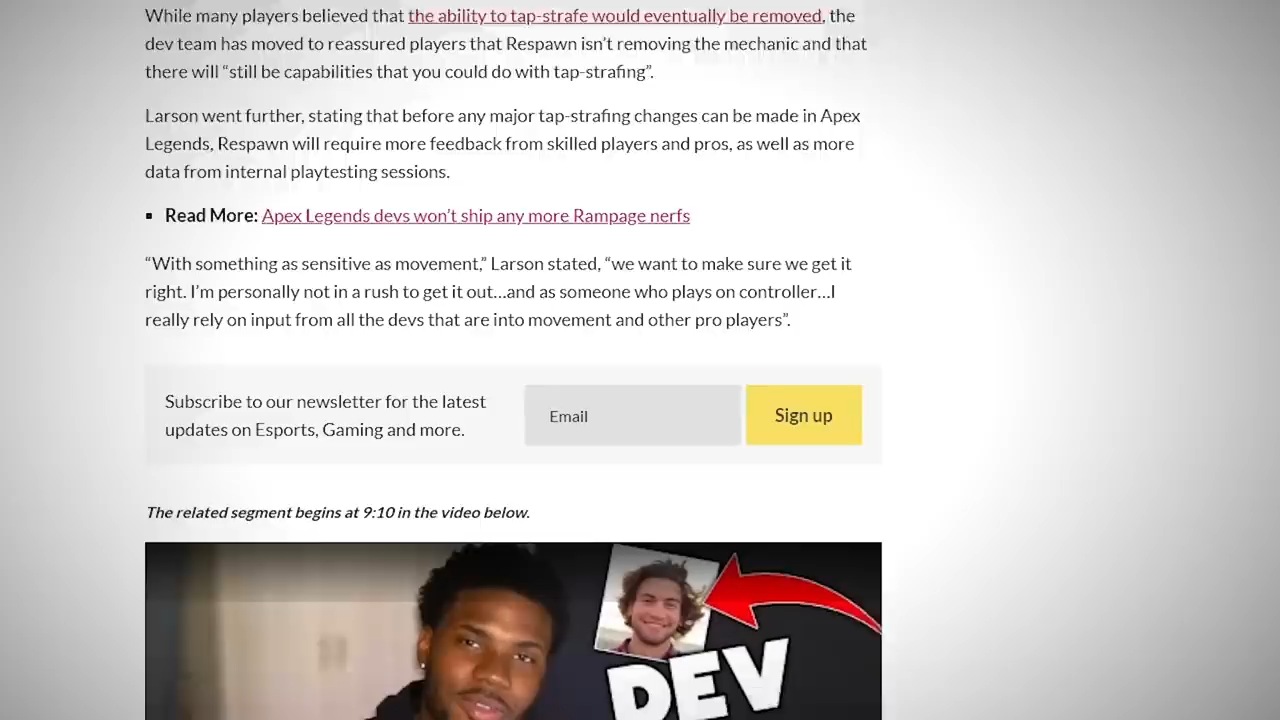 While many players believed that the ability to tap-strafe would eventually be removed, the
dev team has moved to reassured players that Respawn isn’t removing the mechanic and that
there will “still be capabilities that you could do with tap-strafing”.
Larson went further, stating that before any major tap-strafing changes can be made in Apex
Legends, Respawn will require more feedback from skilled players and pros, as well as more
data from internal playtesting sessions.
▪ Read More: Apex Legends devs won’t ship any more Rampage nerfs
“With something as sensitive as movement,” Larson stated, “we want to make sure we get it
right. I’m personally not in a rush to get it out…and as someone who plays on controller…I
really rely on input from all the devs that are into movement and other pro players”.
Subscribe to our newsletter for the latest
updates on Esports, Gaming and more.
Email
Sign up
The related segment begins at 9:10 in the video below.
DEV